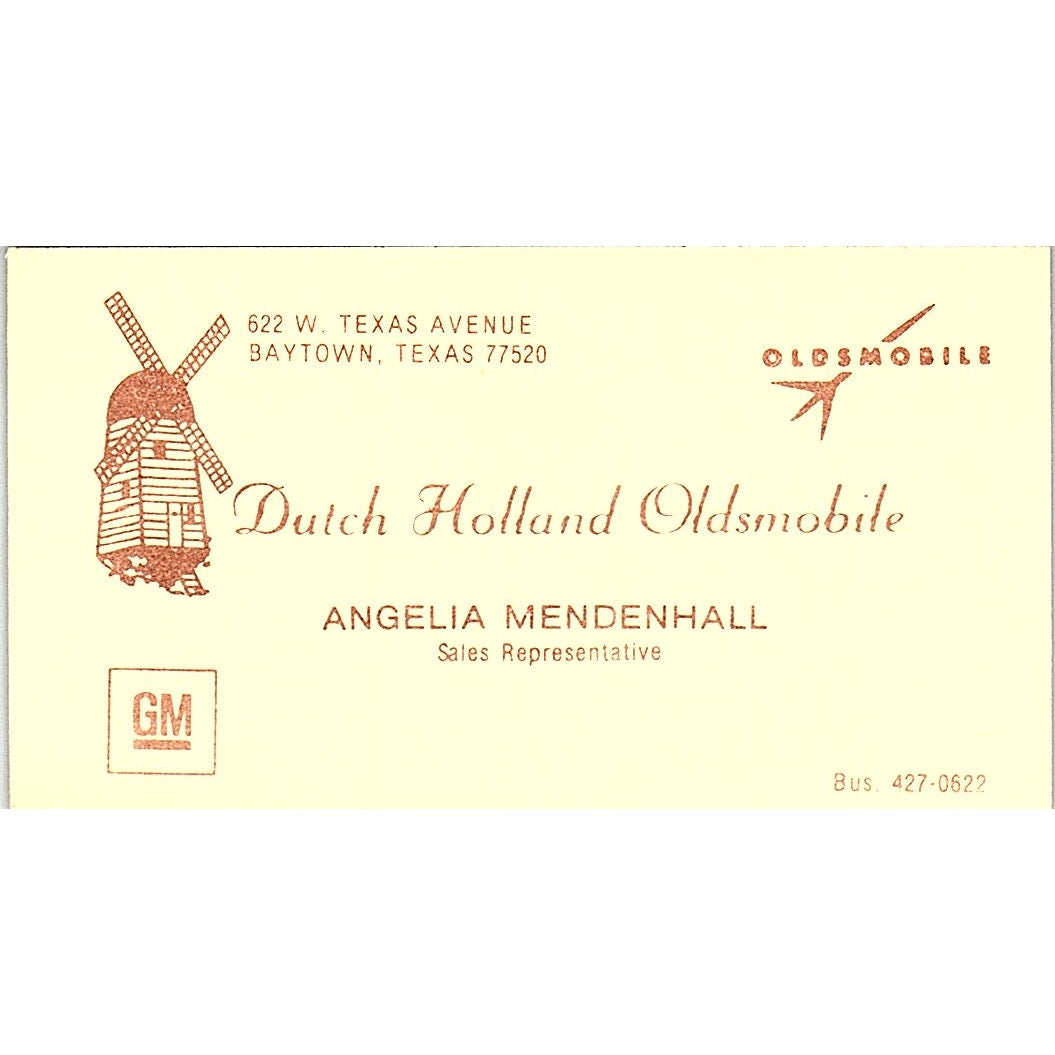 622 W. TEXAS AVENUE
BAYTOWN, TEXAS 77520
OLDSMOBILE
Dutch Holland Oldsmobile
ANGELIA MENDENHALL
Sales Representative
GM
Bus. 427-0622